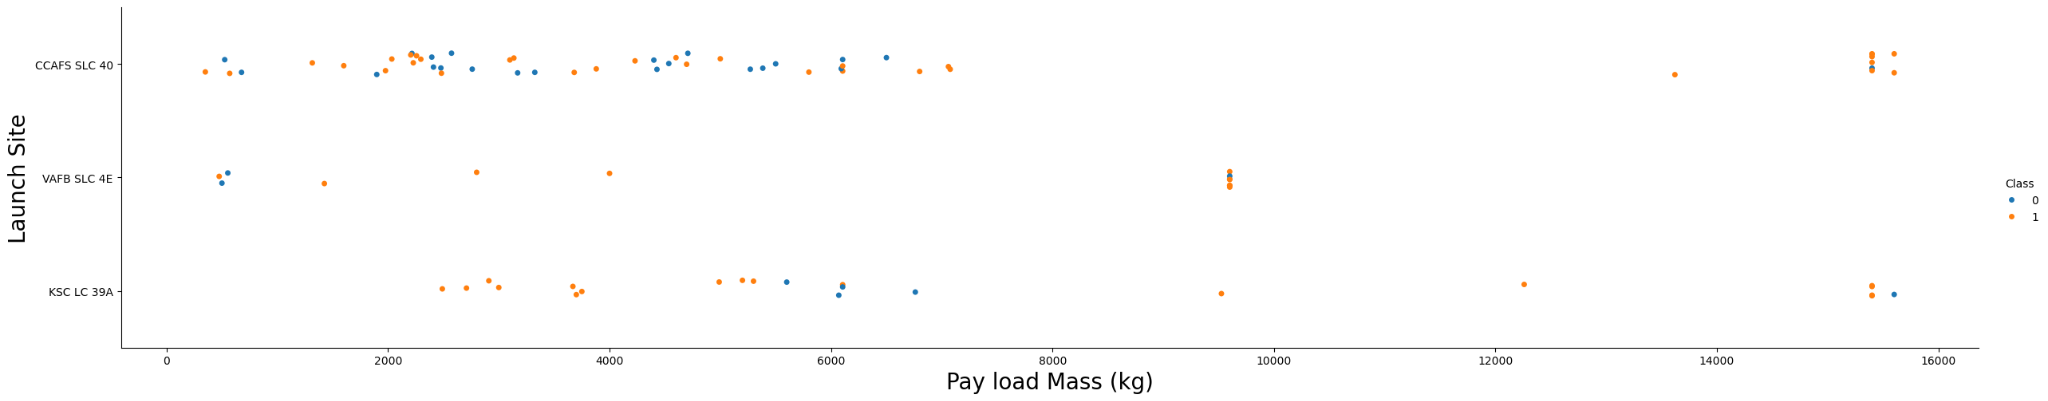 CCAFS SLC 40
VAFB SLC 4E
KSC LC 39A
Launch Site
0 2000 4000 6000 8000 10000 12000 14000 16000
Pay load Mass (kg)
Class
0
1